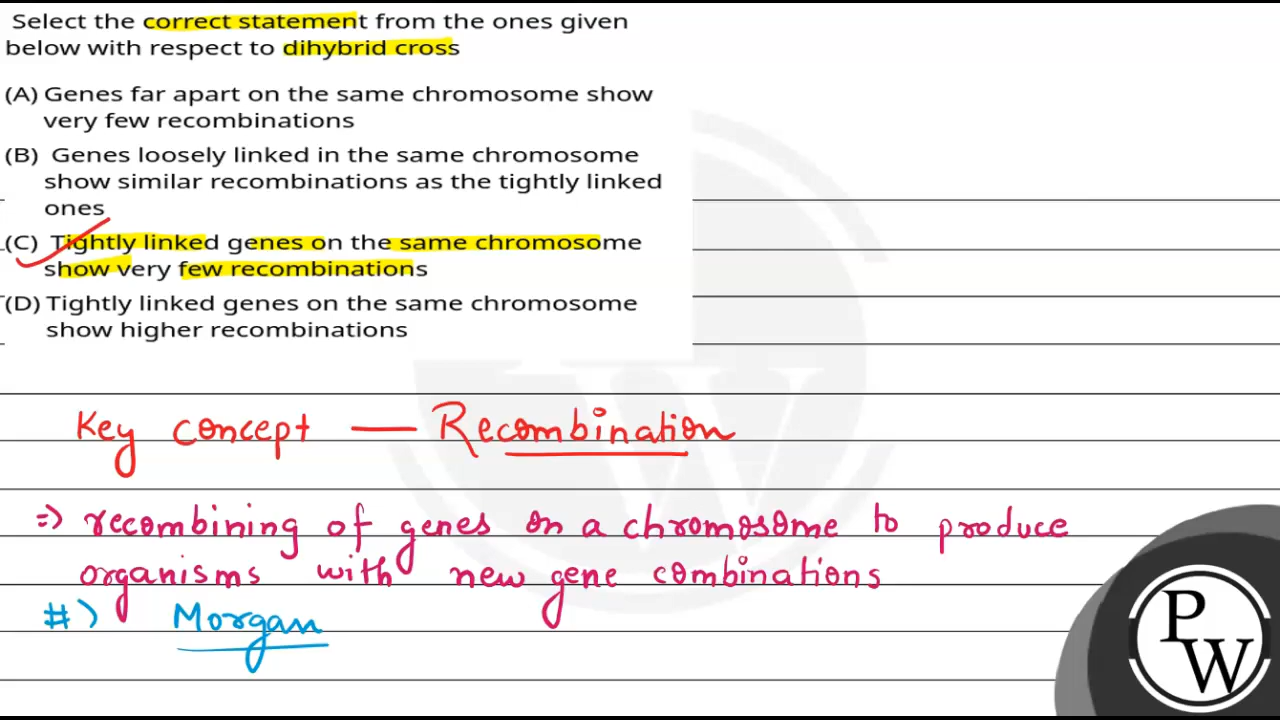 Select the correct statement from the ones given
below with respect to dihybrid cross
(A) Genes far apart on the same chromosome show
very few recombinations
(B) Genes loosely linked in the same chromosome
show similar recombinations as the tightly linked
ones
(C) Tightly linked genes on the same chromosome
show very few recombinations
(D) Tightly linked genes on the same chromosome
show higher recombinations
Key concept — Recombination
⇒ recombining of genes on a chromosome to produce
organisms with new gene combinations
#) Morgan
P
W